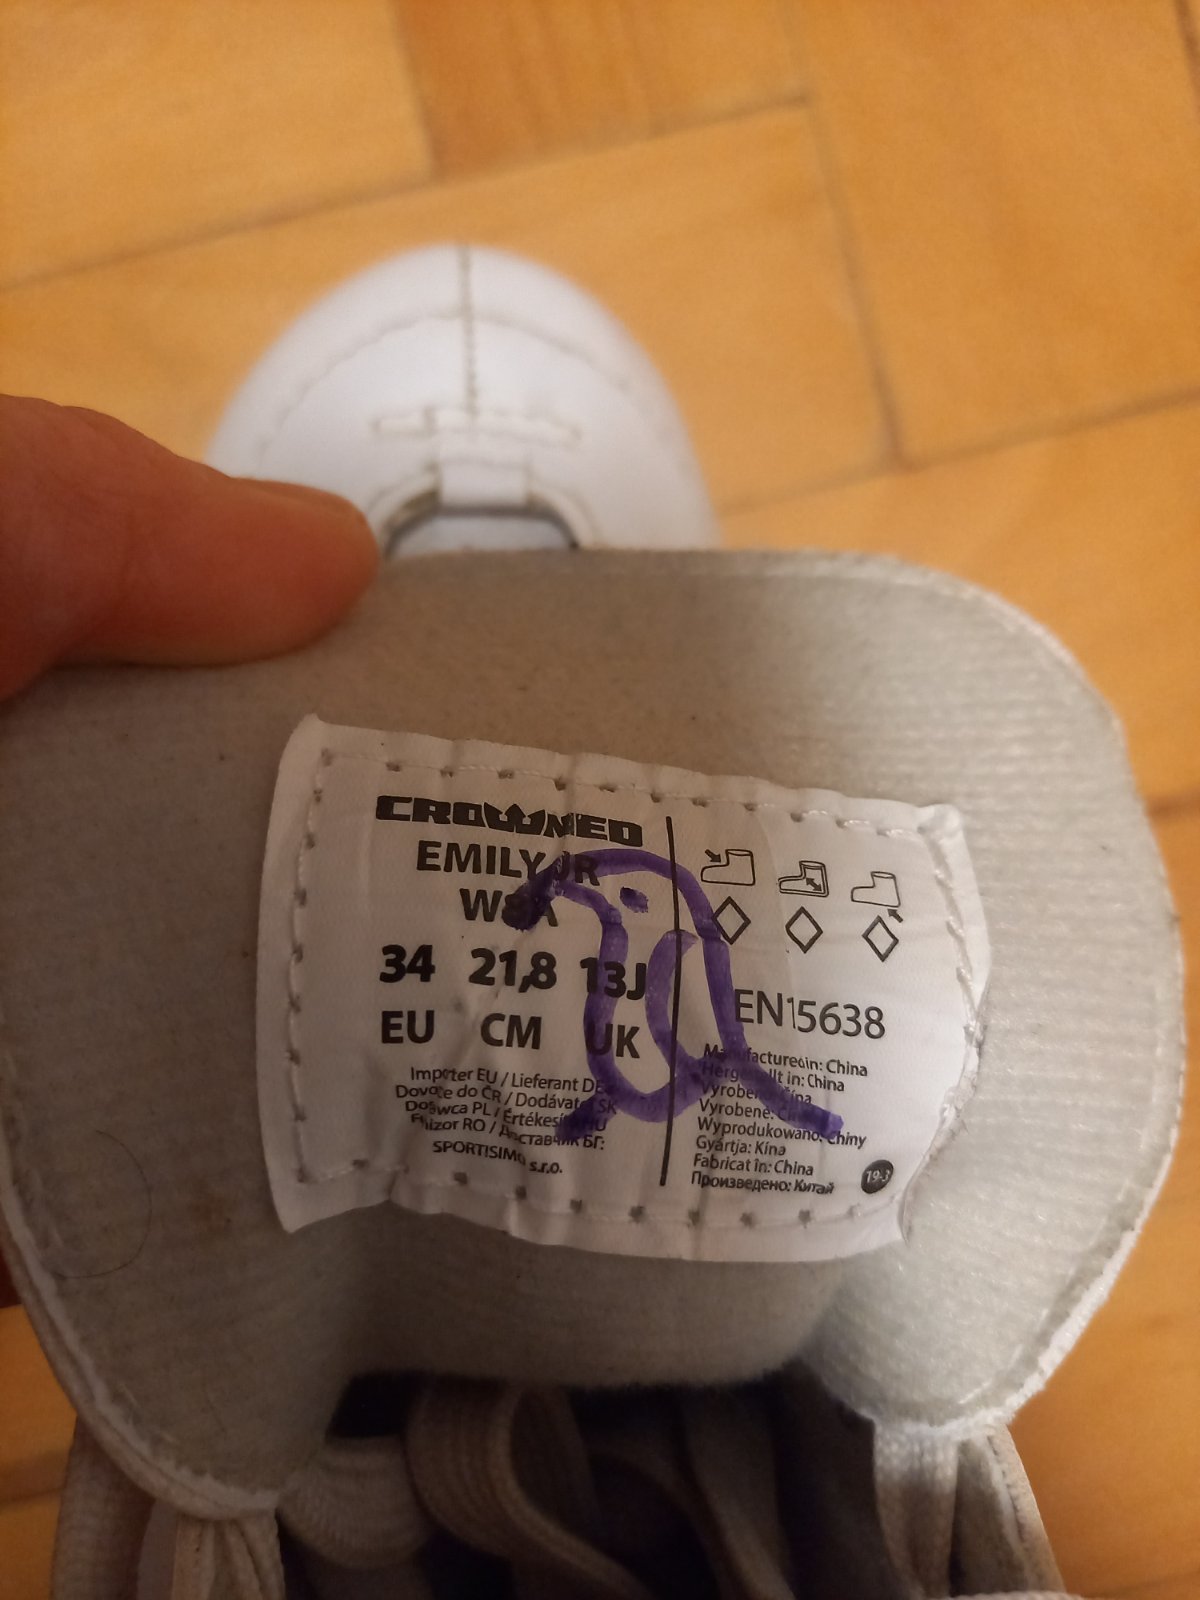 CROWNED
EMILY JR
W&A
34 21,8 13J
EU CM UK
Importer EU / Lieferant DE
Dovozce do ČR / Dodávateľ SK
Dostawca PL / Értékesítő HU
Furnizor RO / Доставчик БГ:
SPORTISIMO s.r.o.
EN15638
Manufactured in: China
Hergestellt in: China
Vyrobeno: Čína
Vyrobené: Čína
Wyprodukowano: Chiny
Gyártja: Kína
Fabricat în: China
Произведено: Китай
19-3